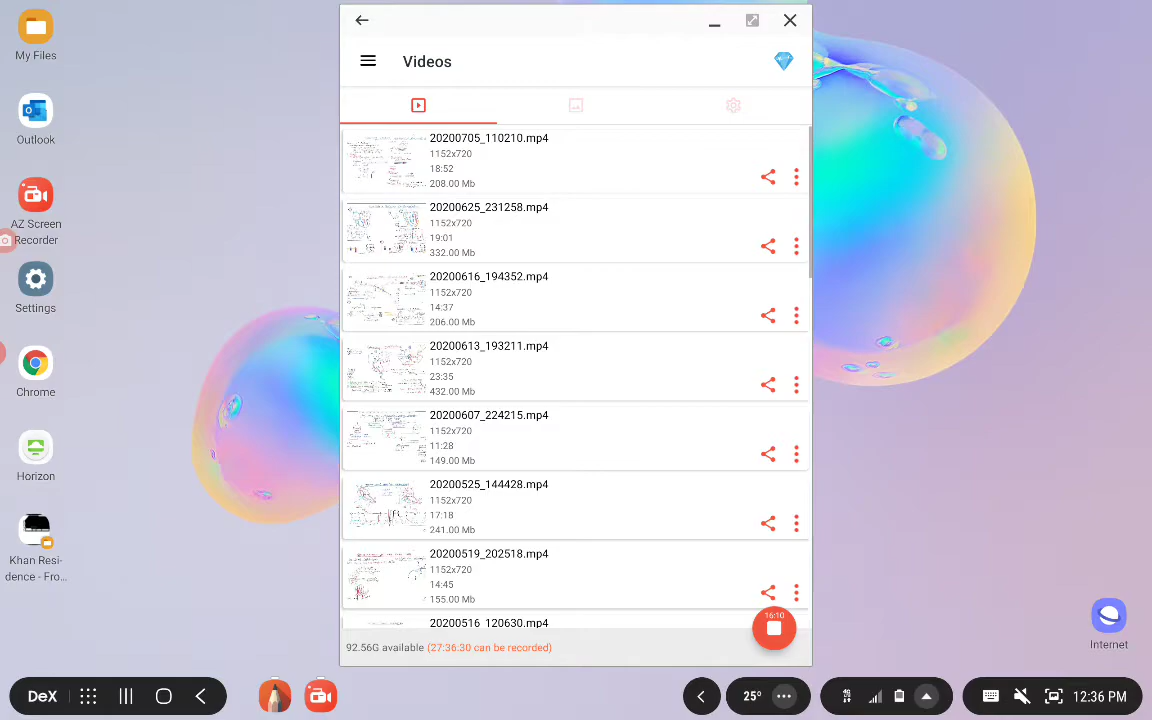 My Files
Outlook
AZ Screen
Recorder
Settings
Chrome
Horizon
Khan Resi-
dence - Fro...
Videos
20200705_110210.mp4
1152x720
18:52
208.00 Mb
20200625_231258.mp4
1152x720
19:01
332.00 Mb
20200616_194352.mp4
1152x720
14:37
206.00 Mb
20200613_193211.mp4
1152x720
23:35
432.00 Mb
20200607_224215.mp4
1152x720
11:28
149.00 Mb
20200525_144428.mp4
1152x720
17:18
241.00 Mb
20200519_202518.mp4
1152x720
14:45
155.00 Mb
20200516_120630.mp4
16:10
92.56G available (27:36:30 can be recorded)
Internet
DeX
25°
12:36 PM